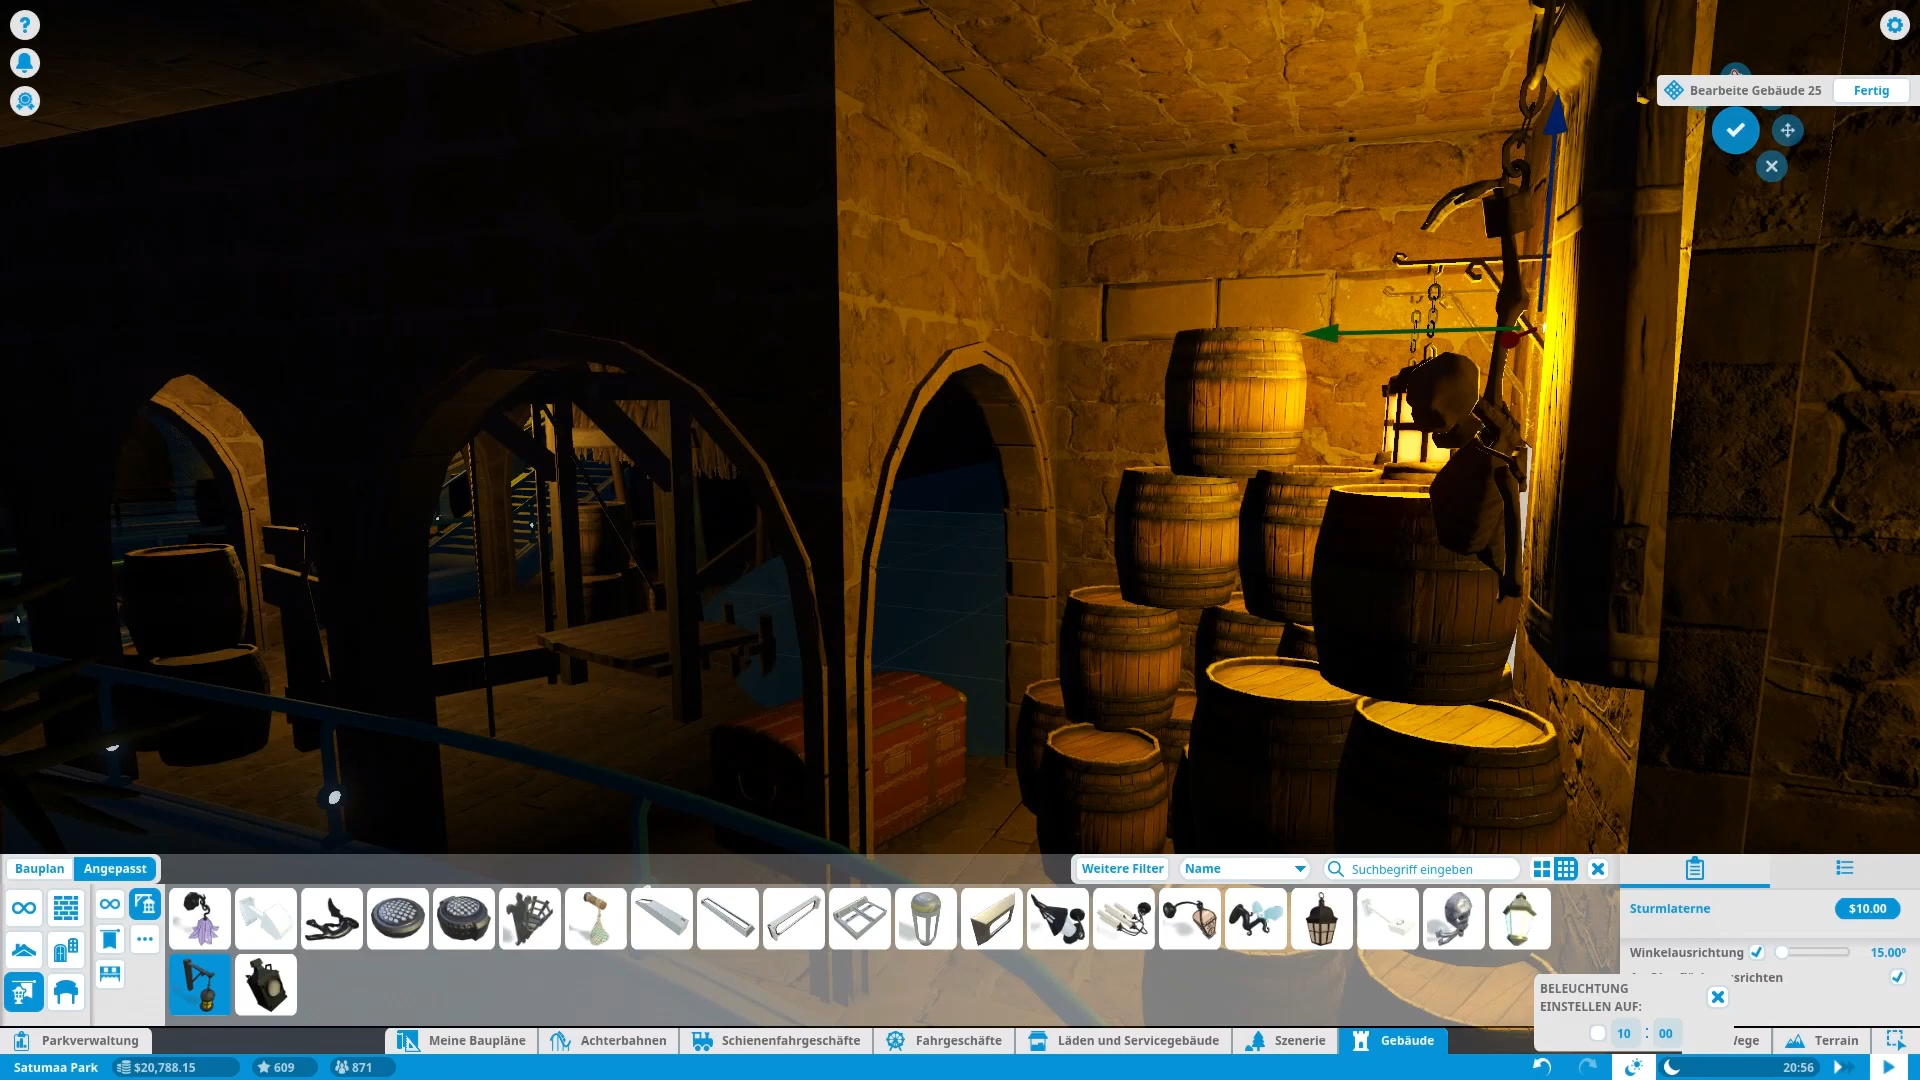 ?
Bearbeite Gebäude 25
Fertig
Bauplan
Angepasst
Weitere Filter
Name
Suchbegriff eingeben
Sturmlaterne
$10.00
Winkelausrichtung
15.00°
BELEUCHTUNG
EINSTELLEN AUF:
10 : 00
Parkverwaltung
Meine Baupläne
Achterbahnen
Schienenfahrgeschäfte
Fahrgeschäfte
Läden und Servicegebäude
Szenerie
Gebäude
Terrain
Satumaa Park
$20,788.15
609
871
20:56